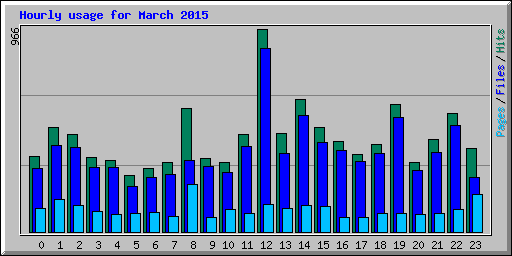 Hourly usage for March 2015
966
Pages / Files / Hits
0 1 2 3 4 5 6 7 8 9 10 11 12 13 14 15 16 17 18 19 20 21 22 23